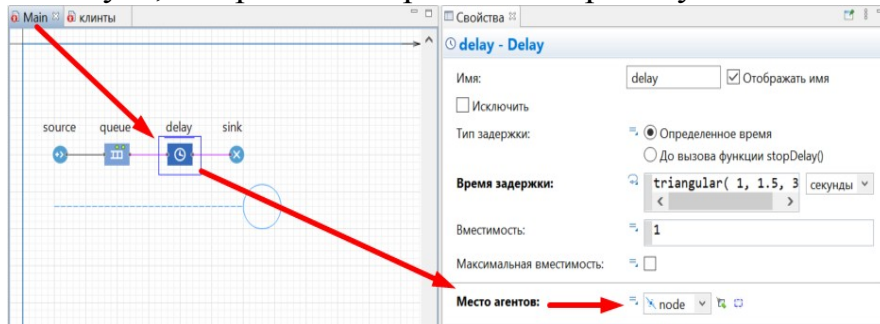 Main клинты
Свойства
delay - Delay
Имя: delay Отображать имя
Исключить
Тип задержки: Определенное время
До вызова функции stopDelay()
source queue delay sink
Время задержки: triangular( 1, 1.5, 3 секунды
Вместимость: 1
Максимальная вместимость:
Место агентов: node